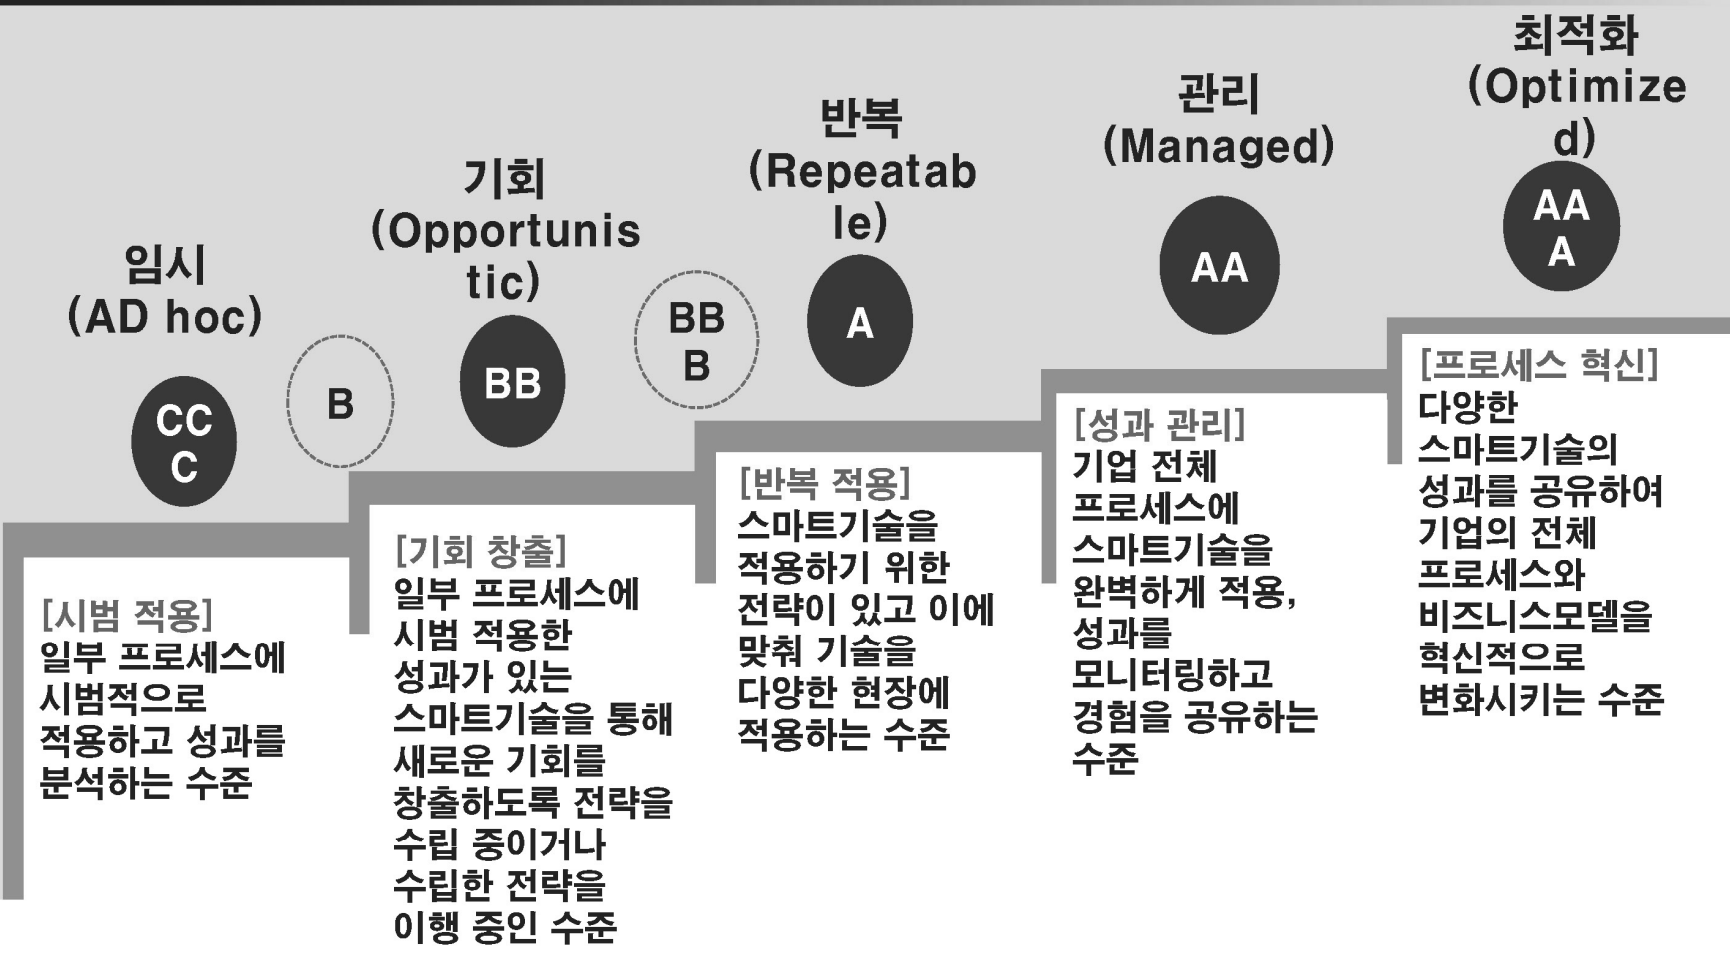 임시
(AD hoc)
CC
C
[시범 적용]
일부 프로세스에
시범적으로
적용하고 성과를
분석하는 수준
B
기회
(Opportunis
tic)
BB
[기회 창출]
일부 프로세스에
시범 적용한
성과가 있는
스마트기술을 통해
새로운 기회를
창출하도록 전략을
수립 중이거나
수립한 전략을
이행 중인 수준
BB
B
반복
(Repeatab
le)
A
[반복 적용]
스마트기술을
적용하기 위한
전략이 있고 이에
맞춰 기술을
다양한 현장에
적용하는 수준
관리
(Managed)
AA
[성과 관리]
기업 전체
프로세스에
스마트기술을
완벽하게 적용,
성과를
모니터링하고
경험을 공유하는
수준
최적화
(Optimize
d)
AA
A
[프로세스 혁신]
다양한
스마트기술의
성과를 공유하여
기업의 전체
프로세스와
비즈니스모델을
혁신적으로
변화시키는 수준